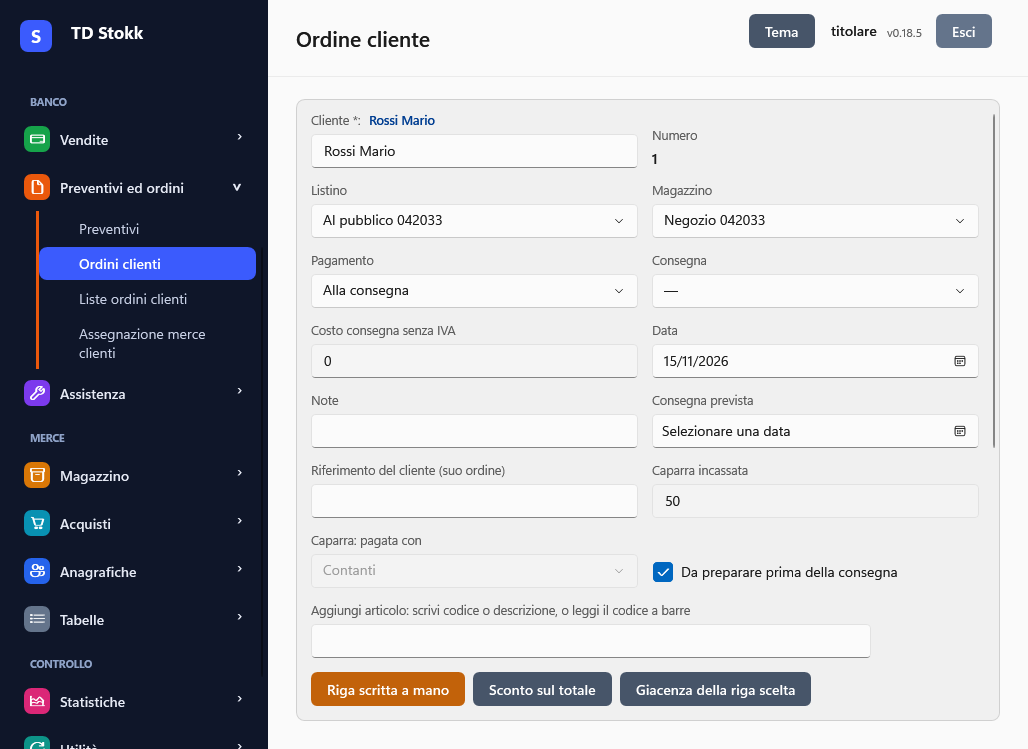 S
TD Stokk
BANCO
Vendite
Preventivi ed ordini
Preventivi
Ordini clienti
Liste ordini clienti
Assegnazione merce
clienti
Assistenza
MERCE
Magazzino
Acquisti
Anagrafiche
Tabelle
CONTROLLO
Statistiche
Utilità
Ordine cliente
Tema
titolare
v0.18.5
Esci
Cliente *: Rossi Mario
Rossi Mario
Numero
1
Listino
Al pubblico 042033
Magazzino
Negozio 042033
Pagamento
Alla consegna
Consegna
—
Costo consegna senza IVA
0
Data
15/11/2026
Note
Consegna prevista
Selezionare una data
Riferimento del cliente (suo ordine)
Caparra incassata
50
Caparra: pagata con
Contanti
Da preparare prima della consegna
Aggiungi articolo: scrivi codice o descrizione, o leggi il codice a barre
Riga scritta a mano
Sconto sul totale
Giacenza della riga scelta